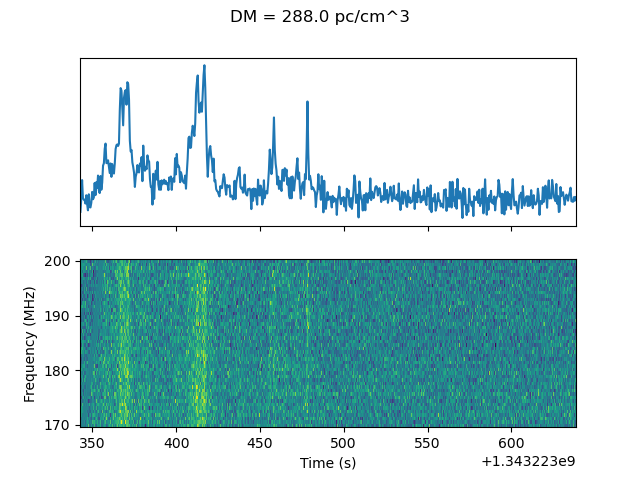 DM = 288.0 pc/cm^3
200
190
180
170
Frequency (MHz)
350 400 450 500 550 600
Time (s)
+1.343223e9